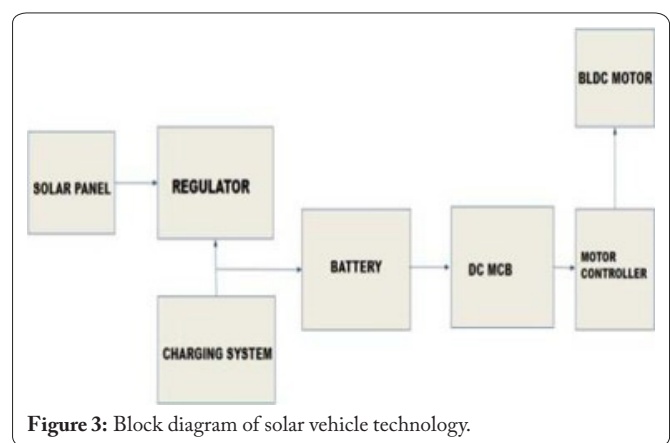 BLDC MOTOR
SOLAR PANEL
REGULATOR
BATTERY
DC MCB
MOTOR
CONTROLLER
CHARGING SYSTEM
Figure 3: Block diagram of solar vehicle technology.